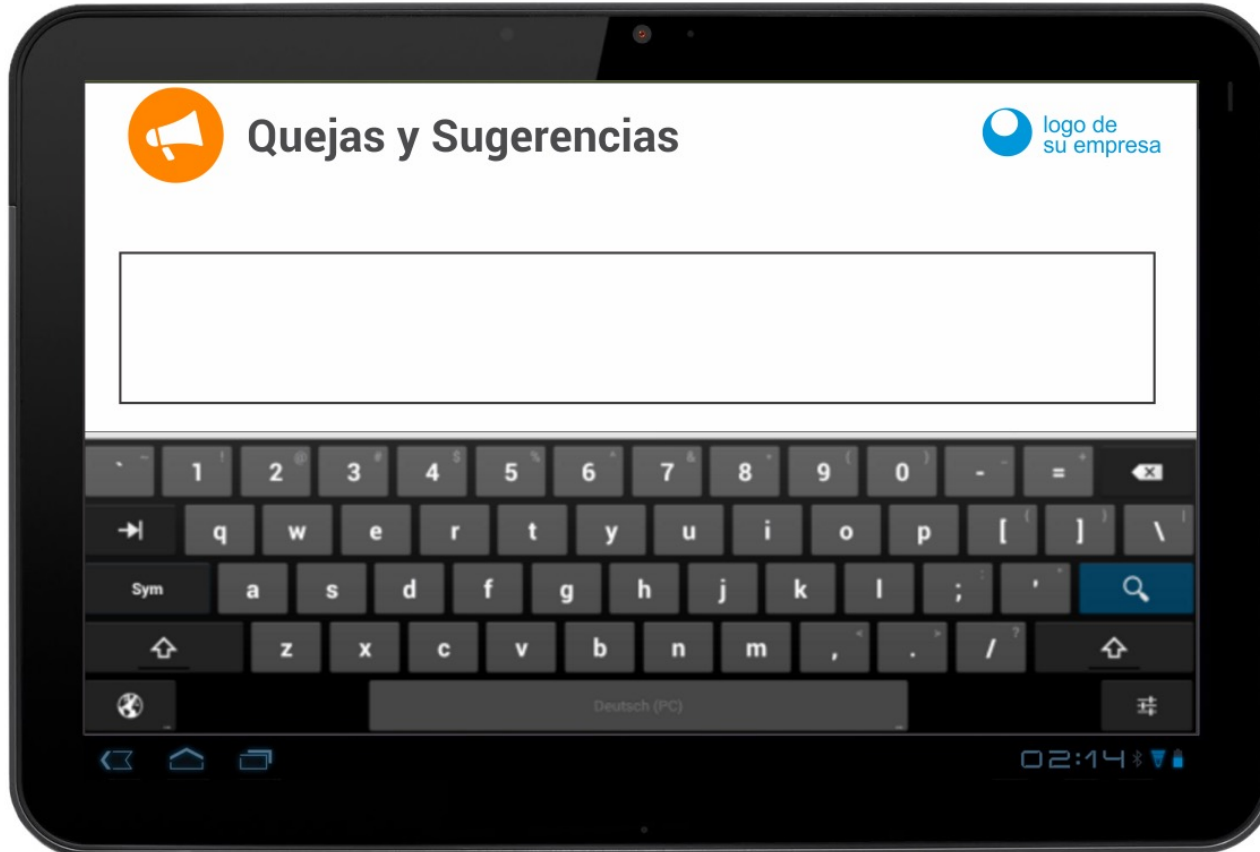 Quejas y Sugerencias
logo de
su empresa
` ~ 1 ! 2 @ 3 # 4 $ 5 % 6 ^ 7 & 8 * 9 ( 0 ) - _ = +
q w e r t y u i o p [ ] \ |
Sym a s d f g h j k l ; : '
z x c v b n m , < . > / ?
Deutsch (PC)
02:14